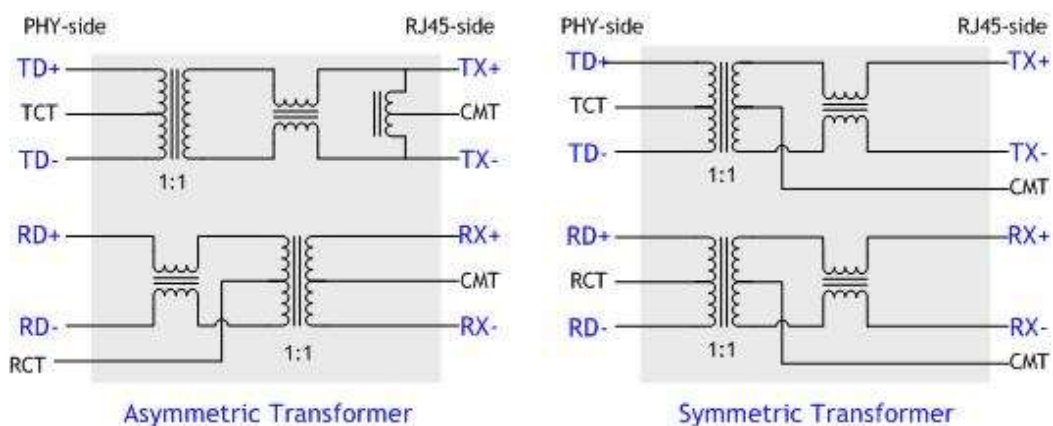 PHY-side
RJ45-side
TD+
TX+
TCT
CMT
TD-
TX-
1:1
RD+
RX+
CMT
RD-
RX-
RCT
1:1
Asymmetric Transformer
PHY-side
RJ45-side
TD+
TX+
TCT
TD-
TX-
1:1
CMT
RD+
RX+
RCT
RD-
RX-
1:1
CMT
Symmetric Transformer